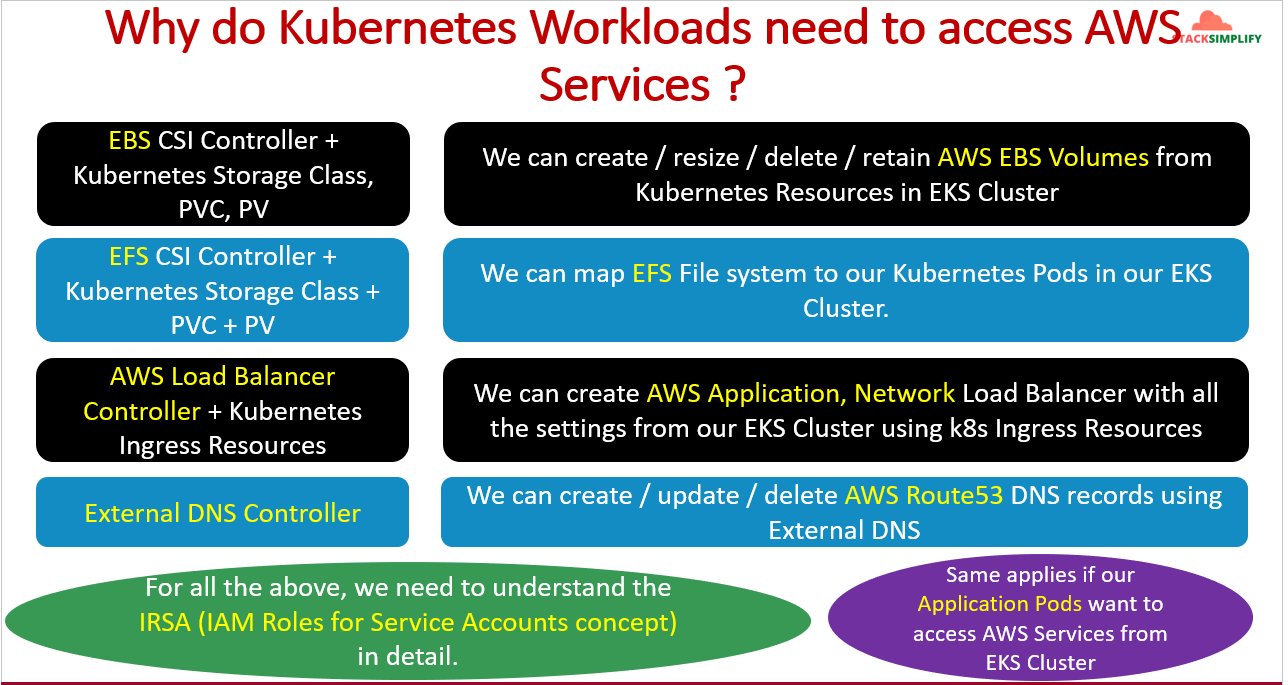 Why do Kubernetes Workloads need to access AWS
Services ?
STACKSIMPLIFY
EBS CSI Controller +
Kubernetes Storage Class,
PVC, PV
We can create / resize / delete / retain AWS EBS Volumes from
Kubernetes Resources in EKS Cluster
EFS CSI Controller +
Kubernetes Storage Class +
PVC + PV
We can map EFS File system to our Kubernetes Pods in our EKS
Cluster.
AWS Load Balancer
Controller + Kubernetes
Ingress Resources
We can create AWS Application, Network Load Balancer with all
the settings from our EKS Cluster using k8s Ingress Resources
External DNS Controller
We can create / update / delete AWS Route53 DNS records using
External DNS
For all the above, we need to understand the
IRSA (IAM Roles for Service Accounts concept)
in detail.
Same applies if our
Application Pods want to
access AWS Services from
EKS Cluster